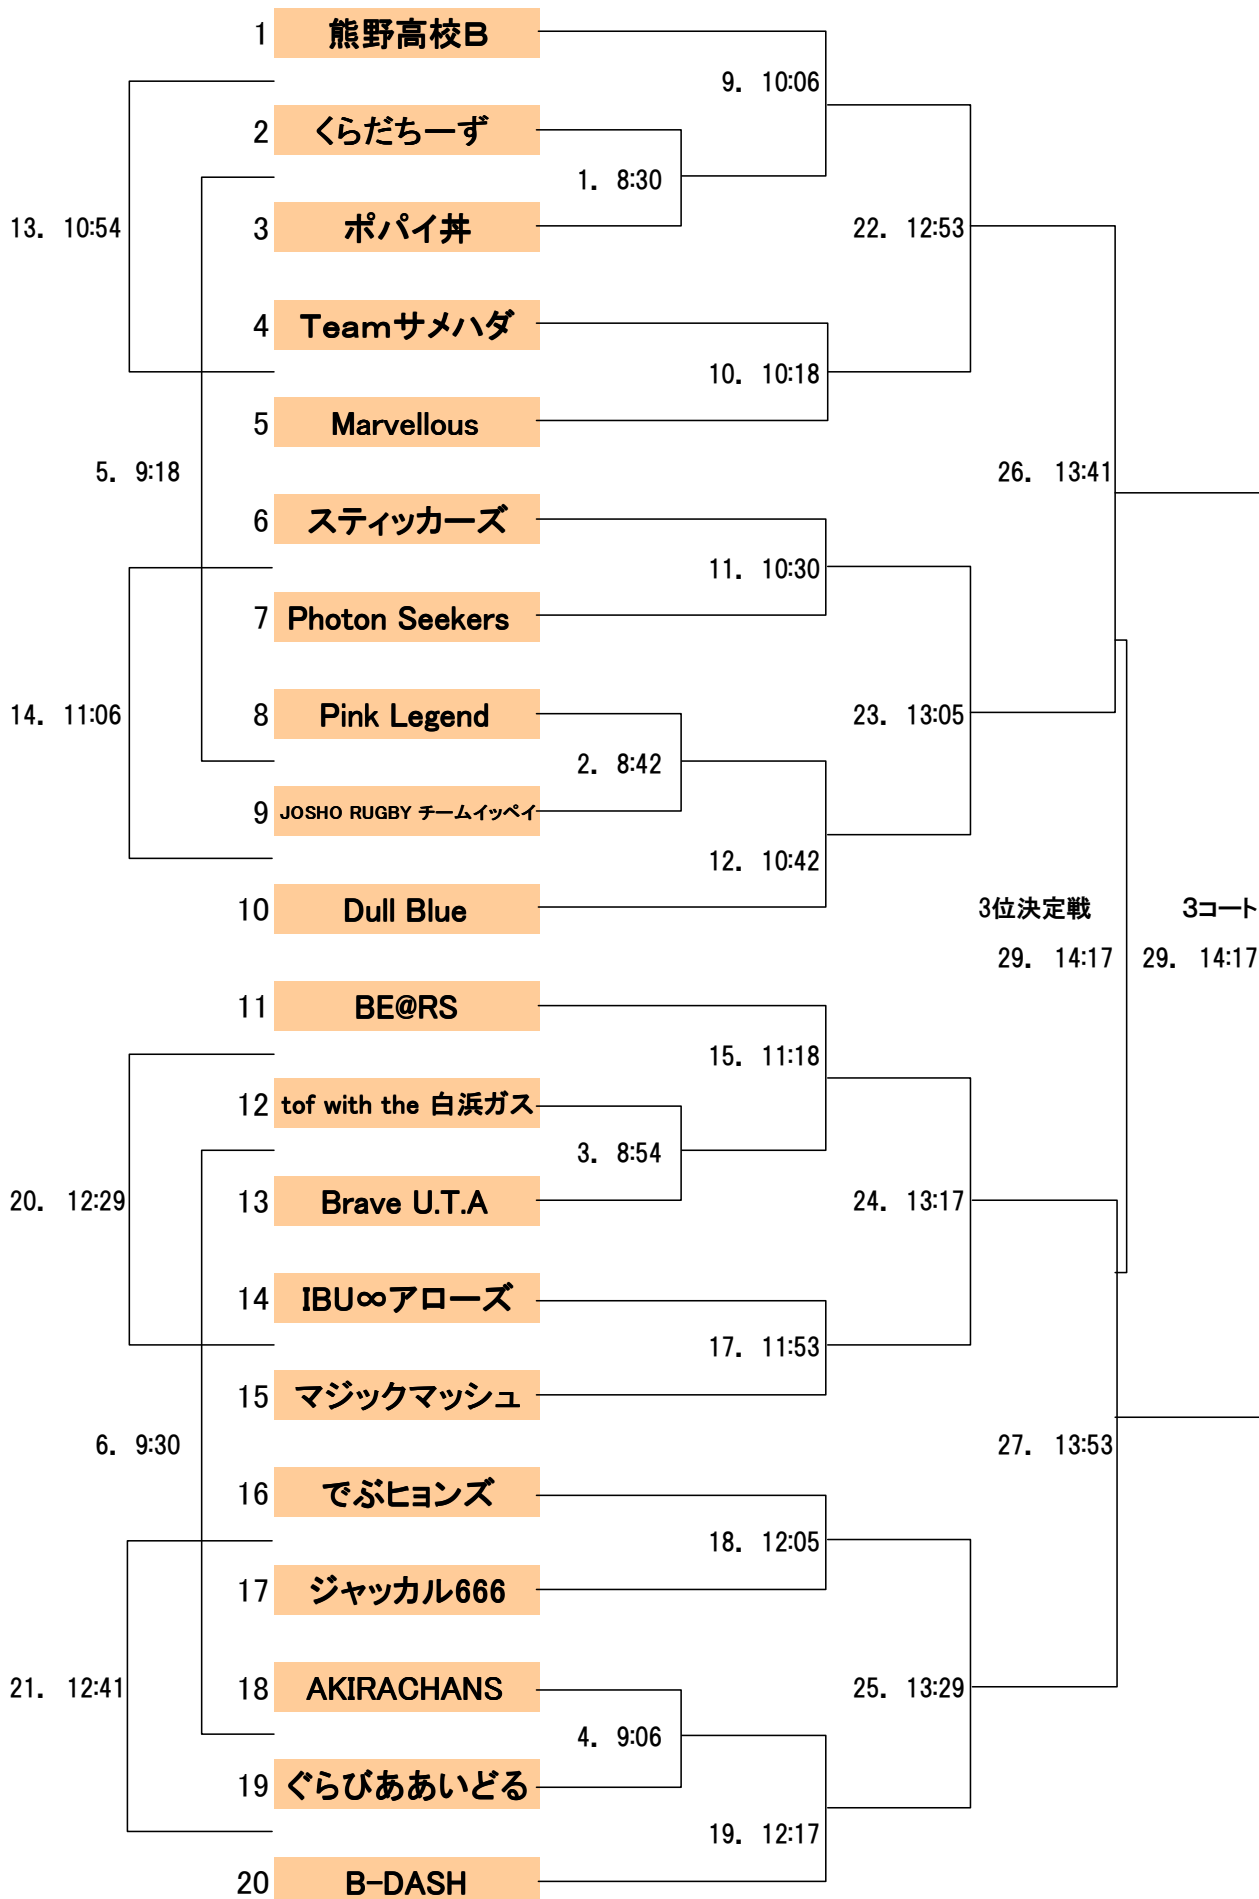 1 熊野高校B
9. 10:06
2 くらだちーず
1. 8:30
13. 10:54
3 ポパイ丼
22. 12:53
4 Teamサメハダ
10. 10:18
5 Marvellous
5. 9:18
26. 13:41
6 スティッカーズ
11. 10:30
7 Photon Seekers
14. 11:06
8 Pink Legend
23. 13:05
2. 8:42
9 JOSHO RUGBY チームイッペイ
12. 10:42
10 Dull Blue
3位決定戦
3コート
29. 14:17
29. 14:17
11 BE@RS
15. 11:18
12 tof with the 白浜ガス
3. 8:54
20. 12:29
13 Brave U.T.A
24. 13:17
14 IBU∞アローズ
17. 11:53
15 マジックマッシュ
6. 9:30
27. 13:53
16 でぶヒョンズ
18. 12:05
17 ジャッカル666
21. 12:41
18 AKIRACHANS
25. 13:29
4. 9:06
19 ぐらびああいどる
19. 12:17
20 B-DASH